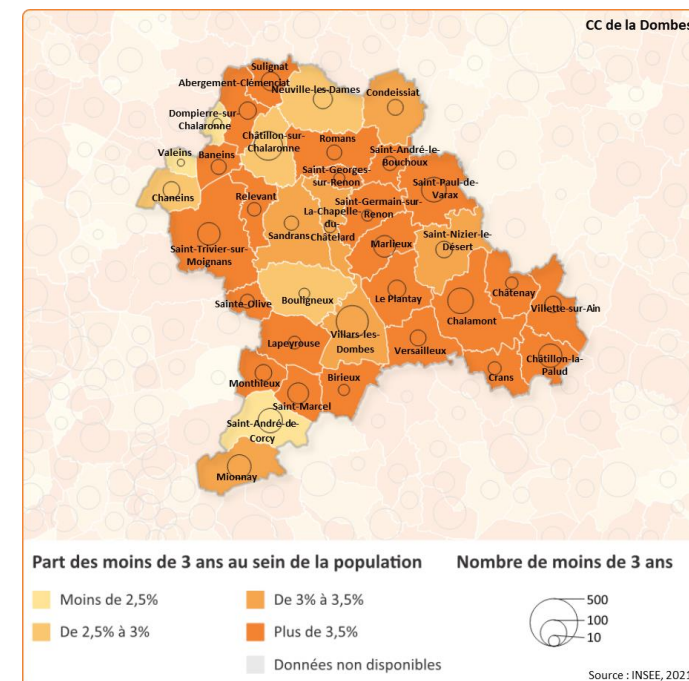 CC de la Dombes
Sulignat
Abergement-Clémenciat
Neuville-les-Dames
Condeissiat
Dompierre-sur-
Chalaronne
Châtillon-sur-
Chalaronne
Romans
Saint-André-le-
Bouchoux
Valeins
Baneins
Saint-Georges-
sur-Renon
Saint-Paul-de-
Varax
Chaneins
Relevant
Saint-Germain-sur-
Renon
La-Chapelle-
du-
Châtelard
Sandrans
Marlieux
Saint-Nizier-le-
Désert
Saint-Trivier-sur-
Moignans
Sainte-Olive
Bouligneux
Le Plantay
Chalamont
Châtenay
Villette-sur-Ain
Lapeyrouse
Villars-les-
Dombes
Versailleux
Châtillon-la-
Palud
Crans
Monthieux
Birieux
Saint-Marcel
Saint-André-de-
Corcy
Mionnay
Part des moins de 3 ans au sein de la population
Moins de 2,5%
De 2,5% à 3%
De 3% à 3,5%
Plus de 3,5%
Données non disponibles
Nombre de moins de 3 ans
500
100
10
Source : INSEE, 2021